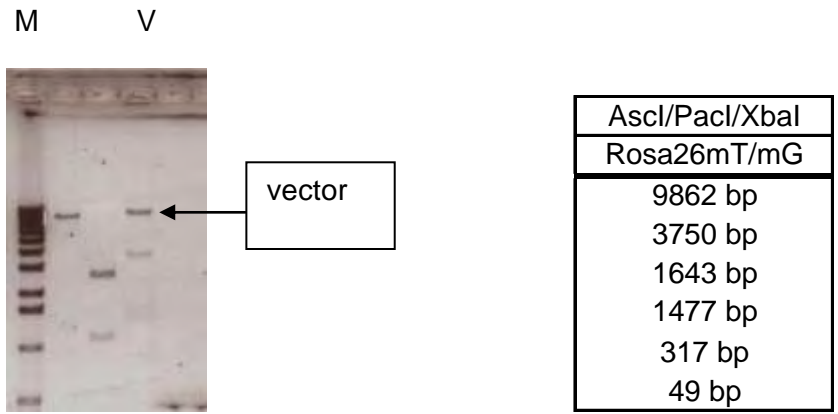 M V
vector
AscI/PacI/XbaI
Rosa26mT/mG
9862 bp
3750 bp
1643 bp
1477 bp
317 bp
49 bp